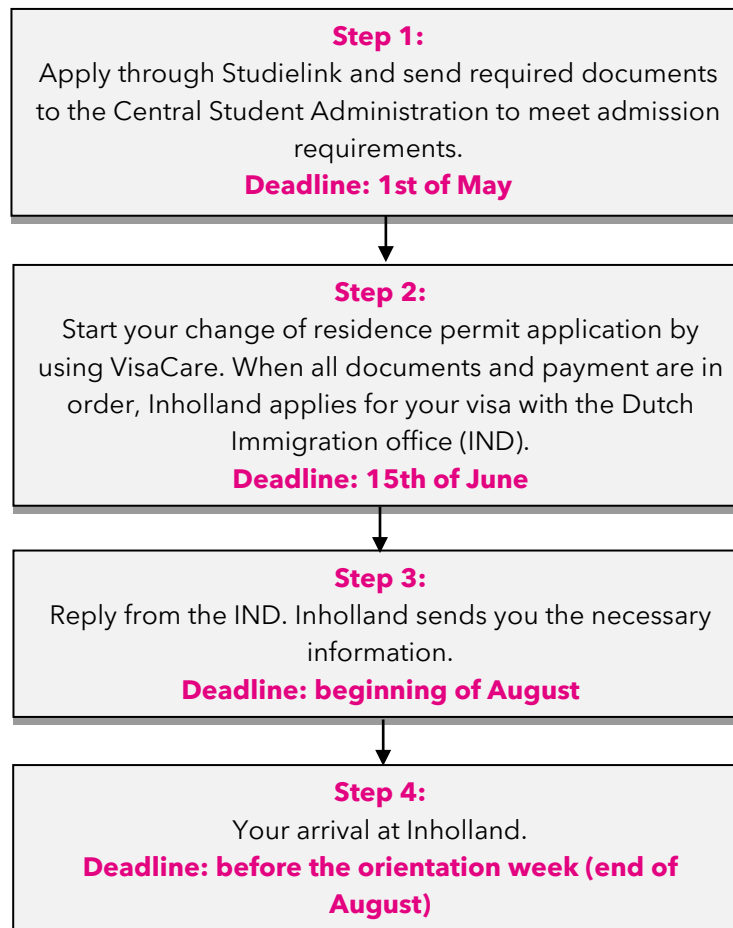 Step 1:
Apply through Studielink and send required documents
to the Central Student Administration to meet admission
requirements.
Deadline: 1st of May
Step 2:
Start your change of residence permit application by
using VisaCare. When all documents and payment are in
order, Inholland applies for your visa with the Dutch
Immigration office (IND).
Deadline: 15th of June
Step 3:
Reply from the IND. Inholland sends you the necessary
information.
Deadline: beginning of August
Step 4:
Your arrival at Inholland.
Deadline: before the orientation week (end of
August)